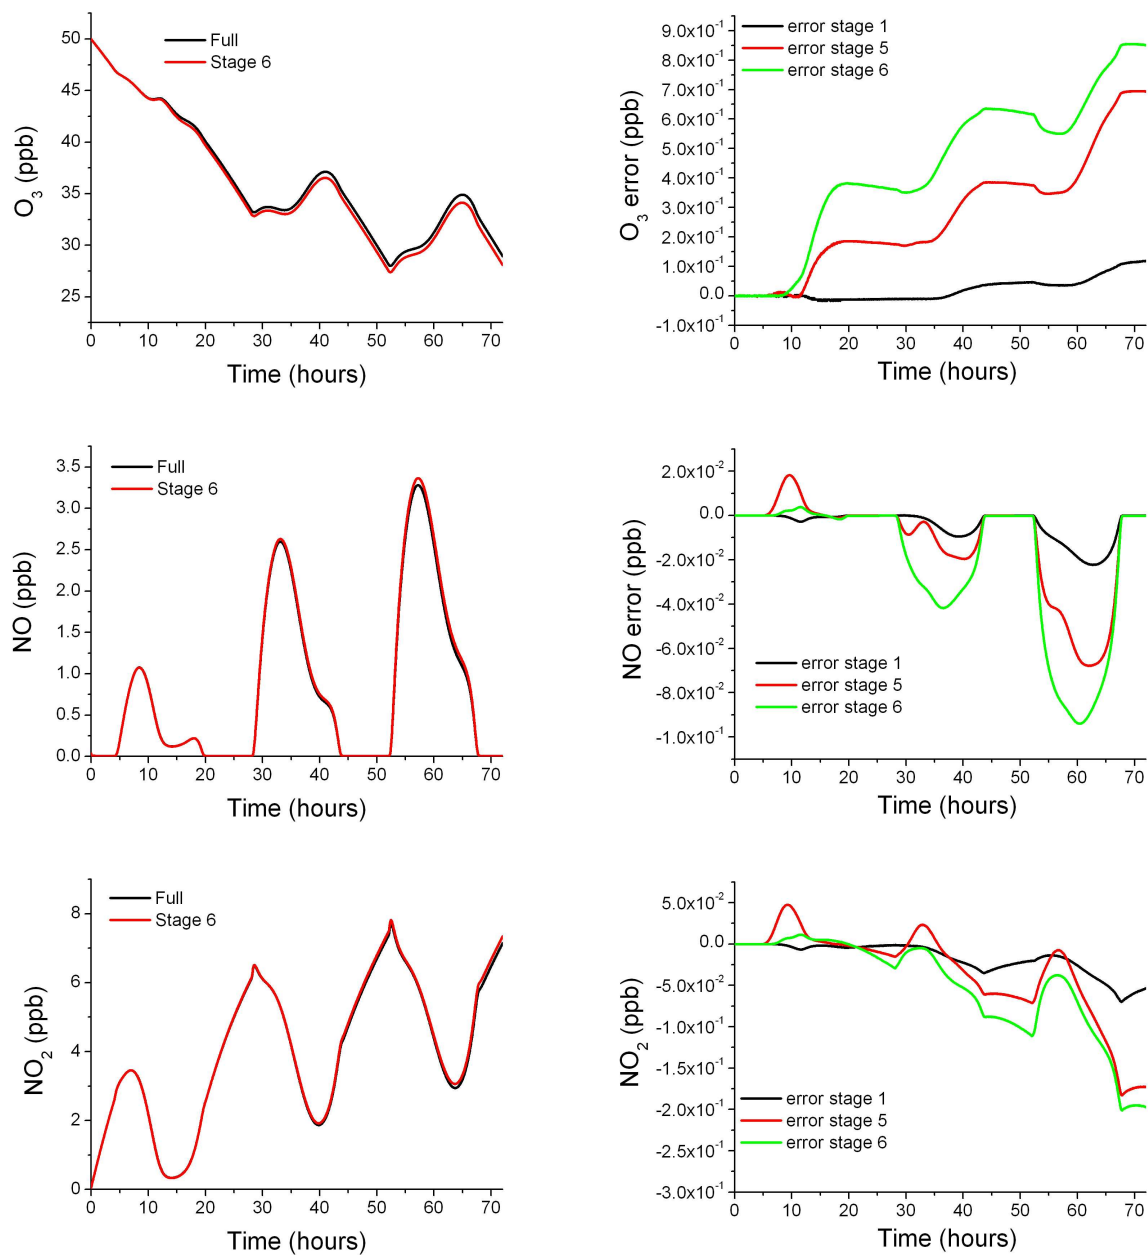 Full
Stage 6
50
45
40
35
30
25
O₃ (ppb)
0 10 20 30 40 50 60 70
Time (hours)
error stage 1
error stage 5
error stage 6
9.0x10⁻¹
8.0x10⁻¹
7.0x10⁻¹
6.0x10⁻¹
5.0x10⁻¹
4.0x10⁻¹
3.0x10⁻¹
2.0x10⁻¹
1.0x10⁻¹
0.0
-1.0x10⁻¹
O₃ error (ppb)
0 10 20 30 40 50 60 70
Time (hours)
Full
Stage 6
3.5
3.0
2.5
2.0
1.5
1.0
0.5
0.0
NO (ppb)
0 10 20 30 40 50 60 70
Time (hours)
2.0x10⁻²
0.0
-2.0x10⁻²
-4.0x10⁻²
-6.0x10⁻²
-8.0x10⁻²
-1.0x10⁻¹
NO error (ppb)
error stage 1
error stage 5
error stage 6
0 10 20 30 40 50 60 70
Time (hours)
Full
Stage 6
8
6
4
2
0
NO₂ (ppb)
0 10 20 30 40 50 60 70
Time (hours)
5.0x10⁻²
0.0
-5.0x10⁻²
-1.0x10⁻¹
-1.5x10⁻¹
-2.0x10⁻¹
-2.5x10⁻¹
-3.0x10⁻¹
NO₂ (ppb)
error stage 1
error stage 5
error stage 6
0 10 20 30 40 50 60 70
Time (hours)